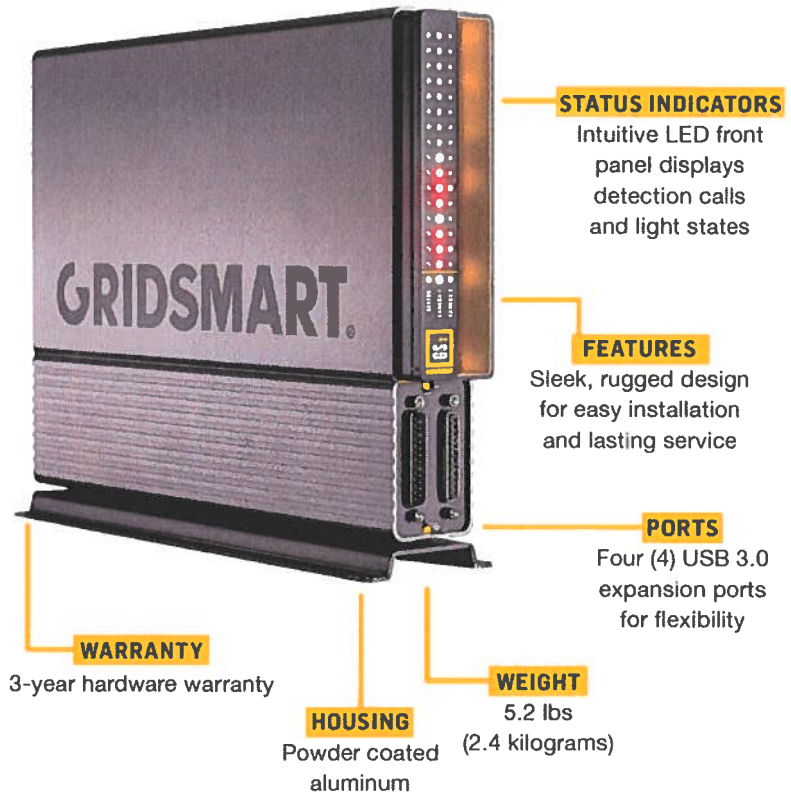 GRIDSMART®
GS
STATUS INDICATORS
Intuitive LED front
panel displays
detection calls
and light states
FEATURES
Sleek, rugged design
for easy installation
and lasting service
PORTS
Four (4) USB 3.0
expansion ports
for flexibility
WARRANTY
3-year hardware warranty
HOUSING
Powder coated
aluminum
WEIGHT
5.2 lbs
(2.4 kilograms)